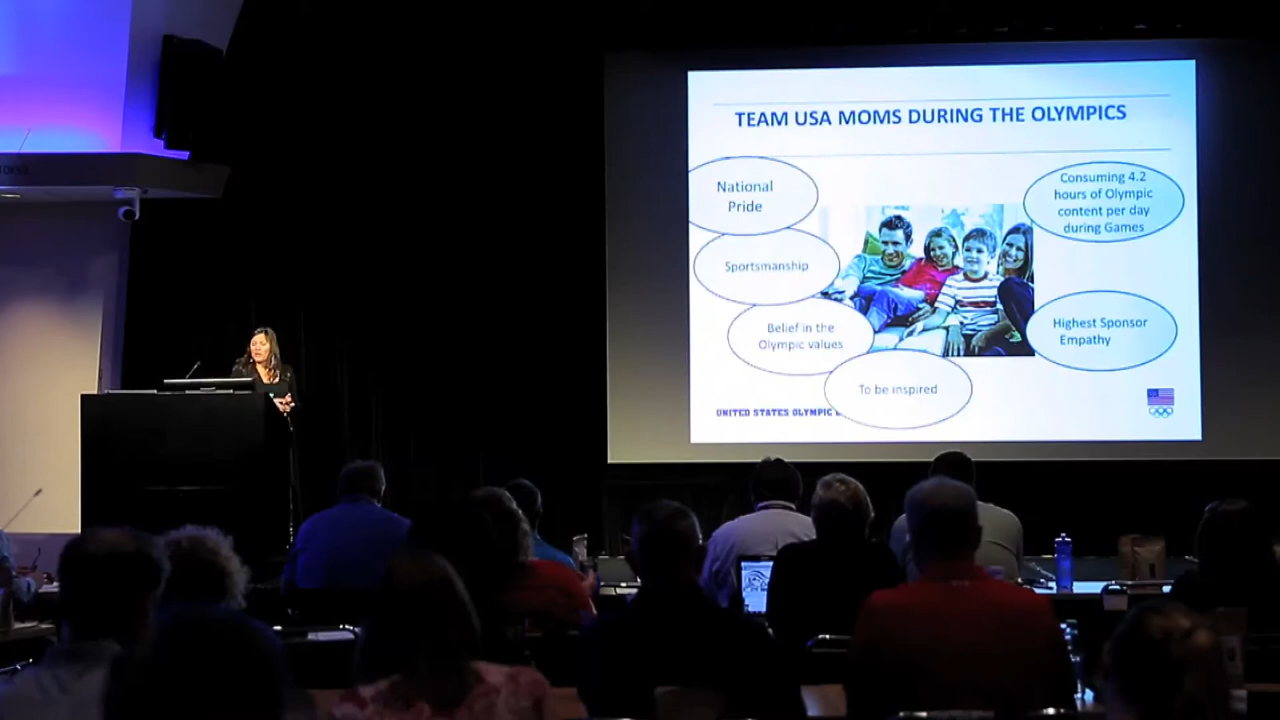 TEAM USA MOMS DURING THE OLYMPICS
National
Pride
Consuming 4.2
hours of Olympic
content per day
during Games
Sportsmanship
Belief in the
Olympic values
Highest Sponsor
Empathy
To be inspired
UNITED STATES OLYMPIC